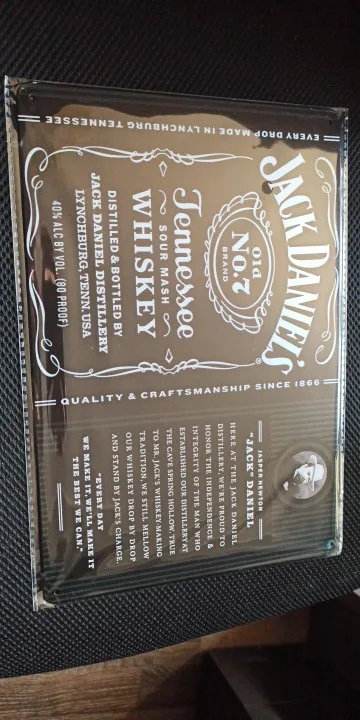 EVERY DROP MADE IN LYNCHBURG TENNESSEE
JACK DANIEL'S
Old
No.7
BRAND
®
Tennessee
SOUR MASH
WHISKEY
DISTILLED & BOTTLED BY
JACK DANIEL DISTILLERY
LYNCHBURG, TENN. USA
40% ALC. BY VOL. (80 PROOF)
QUALITY & CRAFTSMANSHIP SINCE 1866
JASPER NEWTON
"JACK" DANIEL
HERE AT THE JACK DANIEL
DISTILLERY, WE'RE PROUD TO
HONOR THE INDEPENDENCE &
INTEGRITY OF THE MAN WHO
ESTABLISHED OUR DISTILLERY AT
THE CAVE SPRING HOLLOW. TRUE
TO MR. JACK'S WHISKEY-MAKING
TRADITION, WE STILL MELLOW
OUR WHISKEY DROP BY DROP
AND STAND BY JACK'S CHARGE.
"EVERY DAY
WE MAKE IT, WE'LL MAKE IT
THE BEST WE CAN."